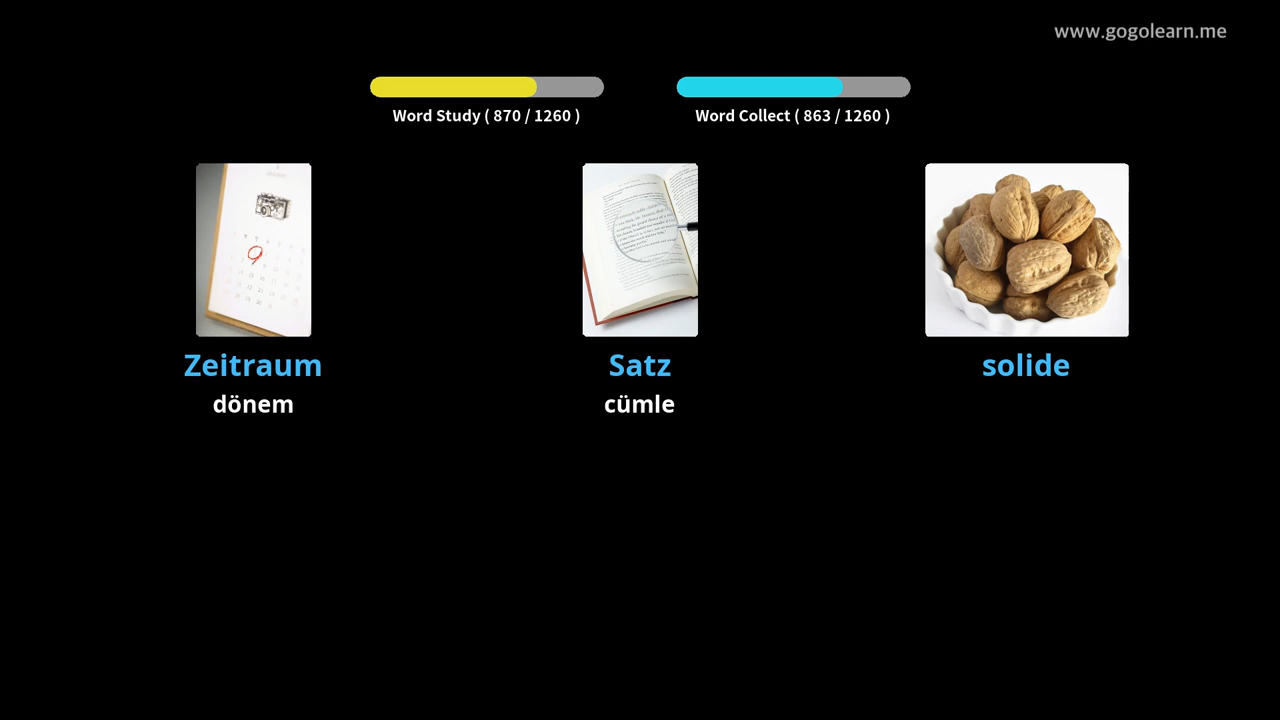 www.gogolearn.me
Word Study ( 870 / 1260 )
Word Collect ( 863 / 1260 )
Zeitraum
dönem
Satz
cümle
solide